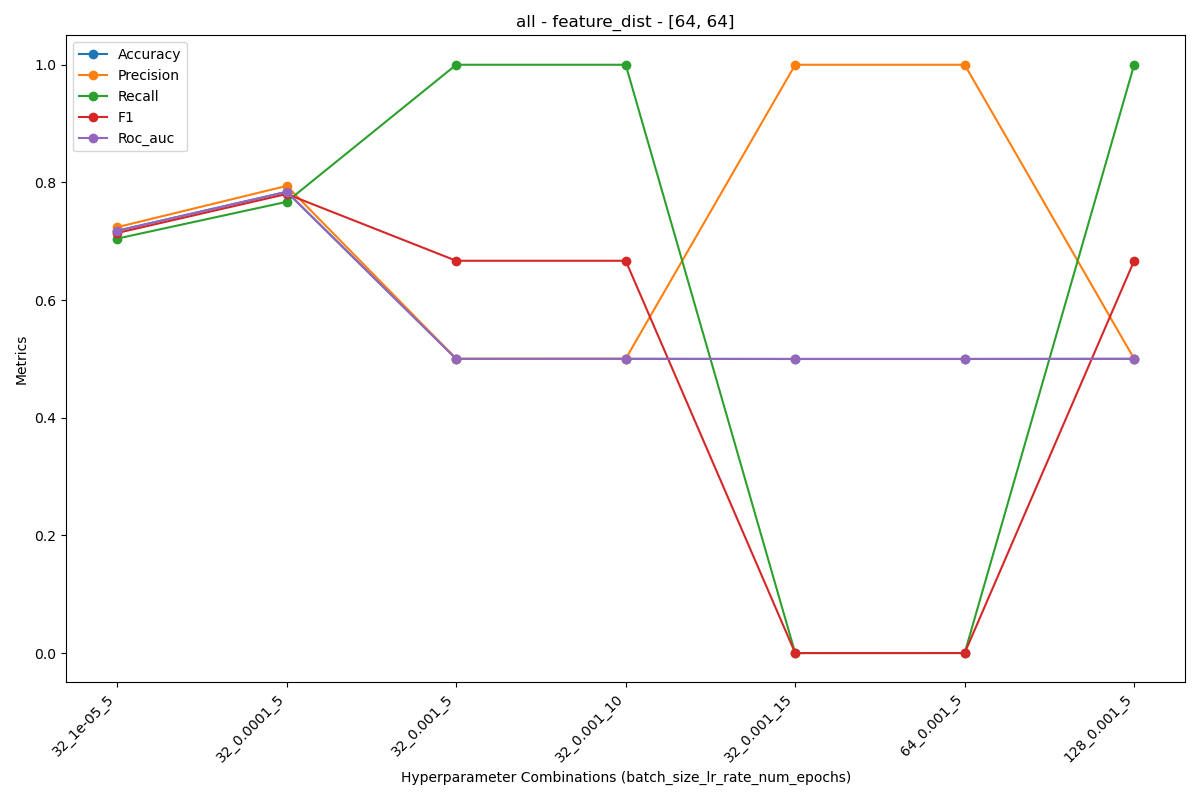 all - feature_dist - [64, 64]
Accuracy
Precision
Recall
F1
Roc_auc
1.0
0.8
0.6
0.4
0.2
0.0
Metrics
32_1e-05_5
32_0.0001_5
32_0.001_5
32_0.001_10
32_0.001_15
64_0.001_5
128_0.001_5
Hyperparameter Combinations (batch_size_lr_rate_num_epochs)